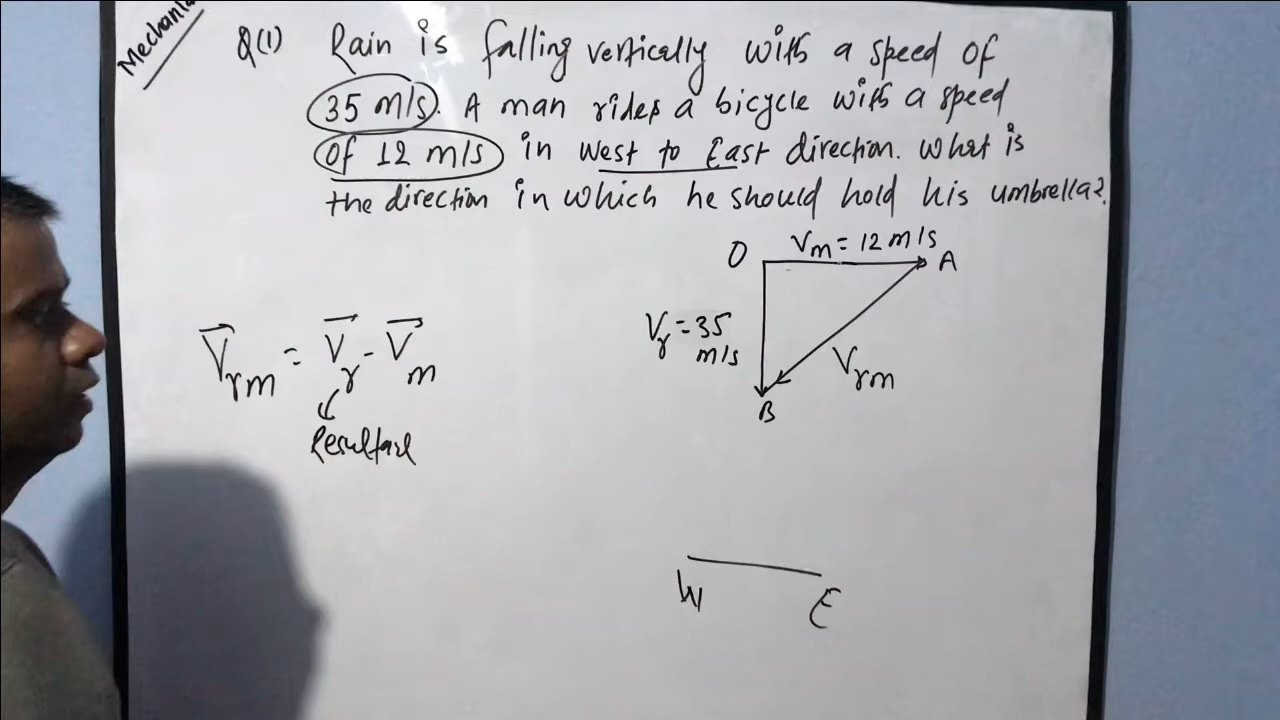 Mechanic
Q(1) Rain is falling vertically with a speed of
35 m/s. A man rides a bicycle with a speed
of 12 m/s in west to East direction. What is
the direction in which he should hold his umbrella?
O Vm = 12 m/s A
Vr = 35
m/s
Vrm
B
Vrm = Vr - Vm
W E